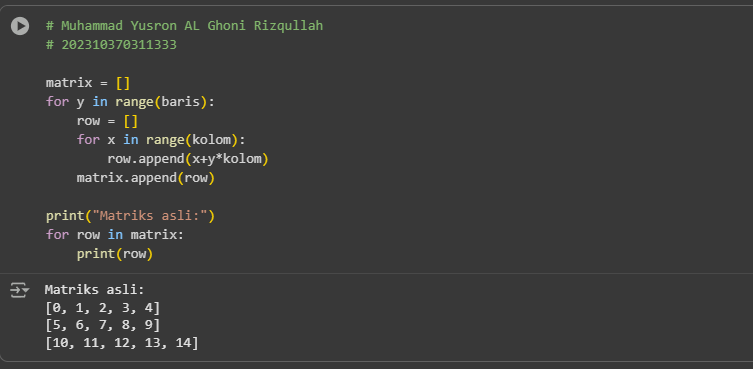 # Muhammad Yusron AL Ghoni Rizqullah
# 202310370311333

matrix = []
for y in range(baris):
    row = []
    for x in range(kolom):
        row.append(x+y*kolom)
    matrix.append(row)

print("Matriks asli:")
for row in matrix:
    print(row)

Matriks asli:
[0, 1, 2, 3, 4]
[5, 6, 7, 8, 9]
[10, 11, 12, 13, 14]